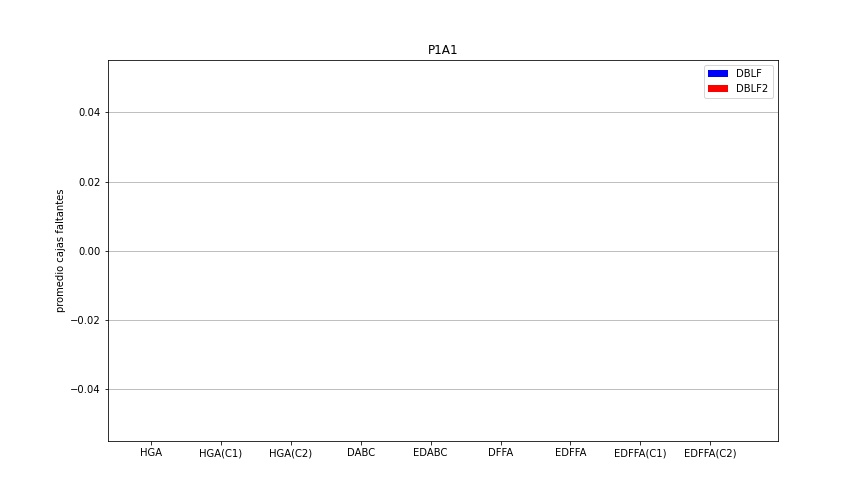 P1A1
DBLF
DBLF2
promedio cajas faltantes
0.04
0.02
0.00
−0.02
−0.04
HGA HGA(C1) HGA(C2) DABC EDABC DFFA EDFFA EDFFA(C1) EDFFA(C2)